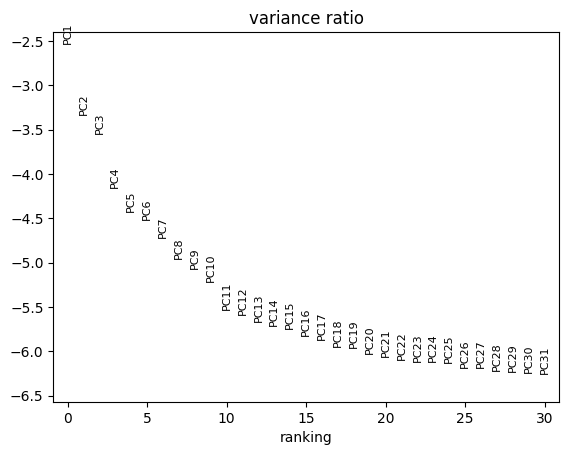 variance ratio
−2.5
−3.0
−3.5
−4.0
−4.5
−5.0
−5.5
−6.0
−6.5
PC1
PC2
PC3
PC4
PC5
PC6
PC7
PC8
PC9
PC10
PC11
PC12
PC13
PC14
PC15
PC16
PC17
PC18
PC19
PC20
PC21
PC22
PC23
PC24
PC25
PC26
PC27
PC28
PC29
PC30
PC31
0 5 10 15 20 25 30
ranking